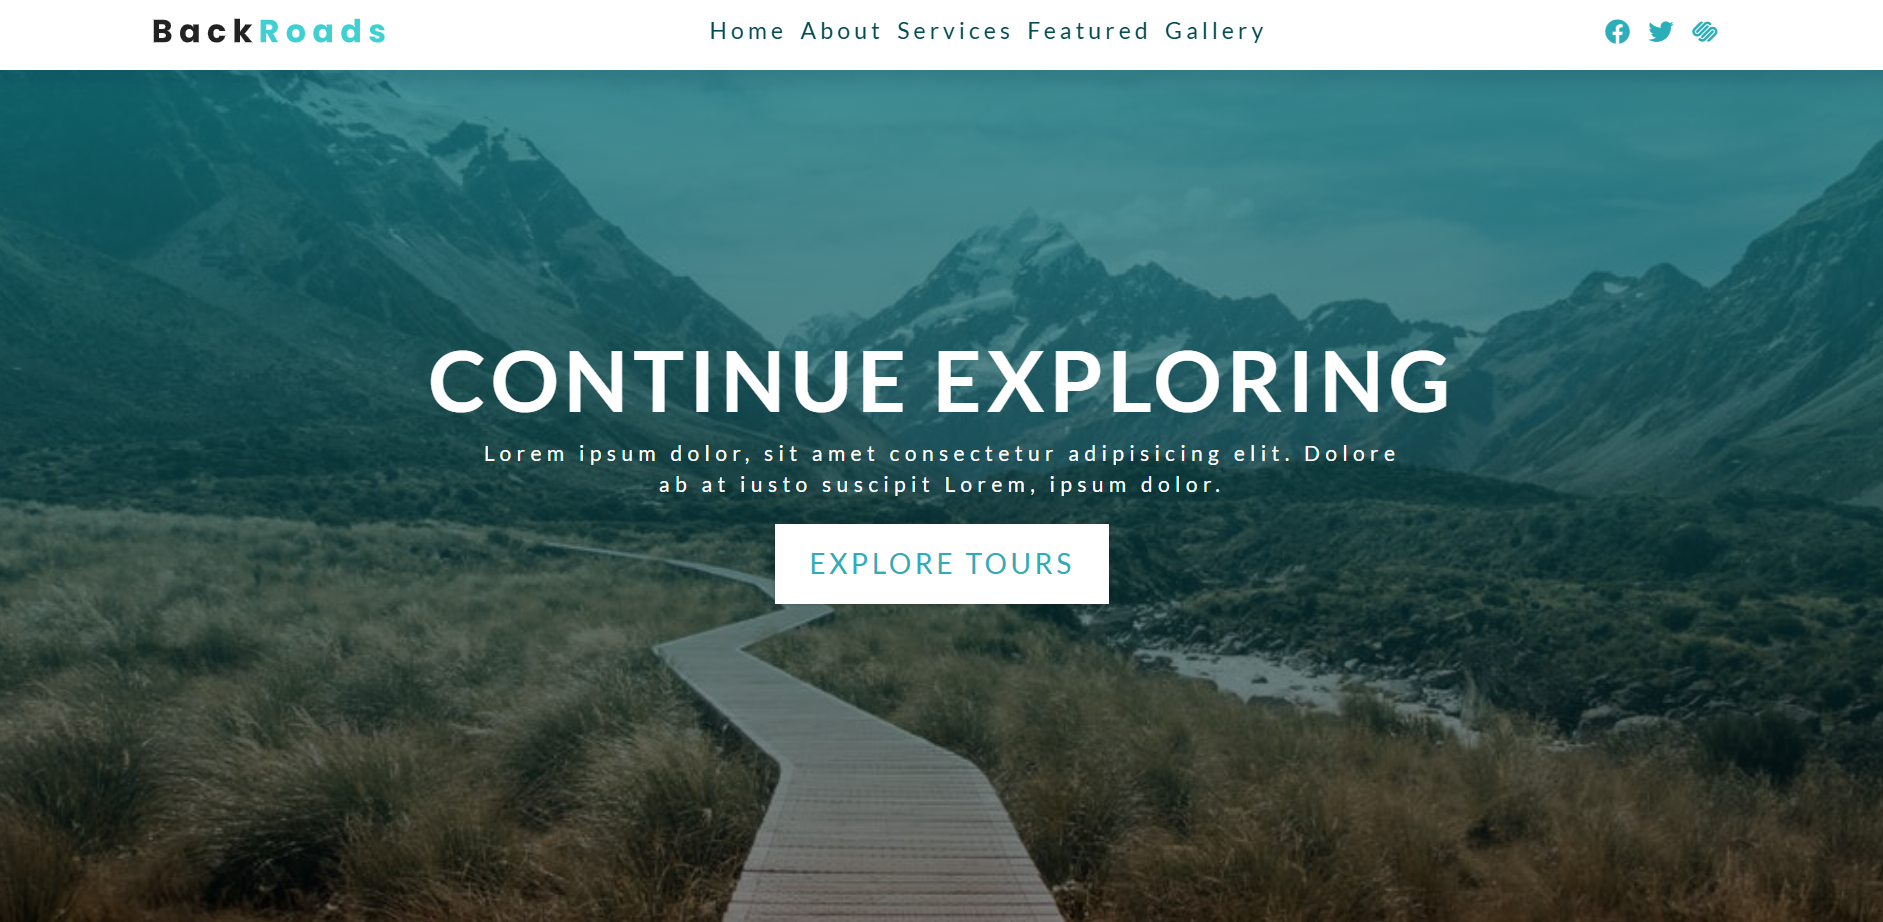 BackRoads
Home About Services Featured Gallery
CONTINUE EXPLORING
Lorem ipsum dolor, sit amet consectetur adipisicing elit. Dolore
ab at iusto suscipit Lorem, ipsum dolor.
EXPLORE TOURS